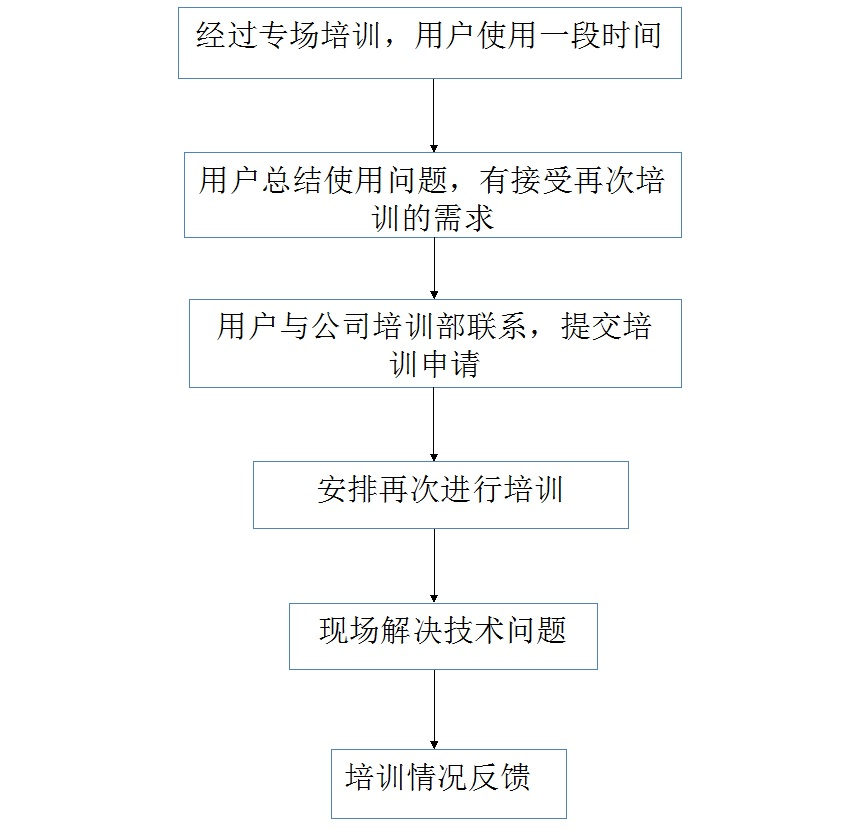 经过专场培训，用户使用一段时间
用户总结使用问题，有接受再次培
训的需求
用户与公司培训部联系，提交培
训申请
安排再次进行培训
现场解决技术问题
培训情况反馈